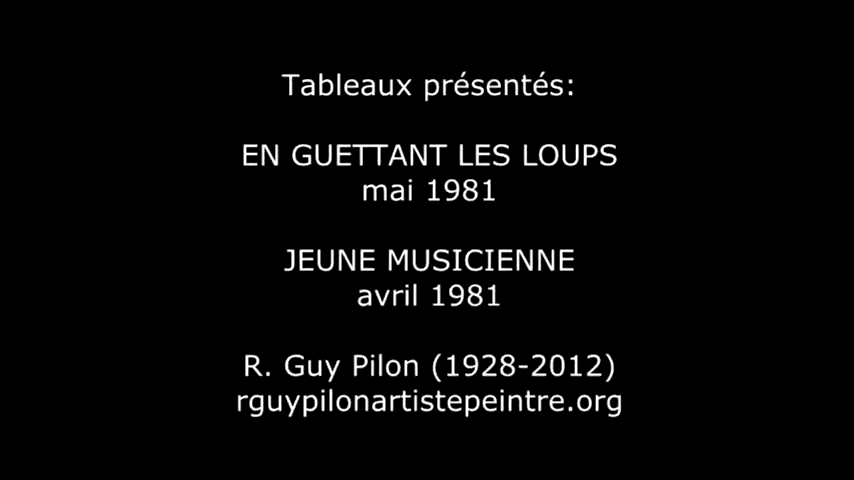 Tableaux présentés:
EN GUETTANT LES LOUPS
mai 1981
JEUNE MUSICIENNE
avril 1981
R. Guy Pilon (1928-2012)
rguypilonartistepeintre.org